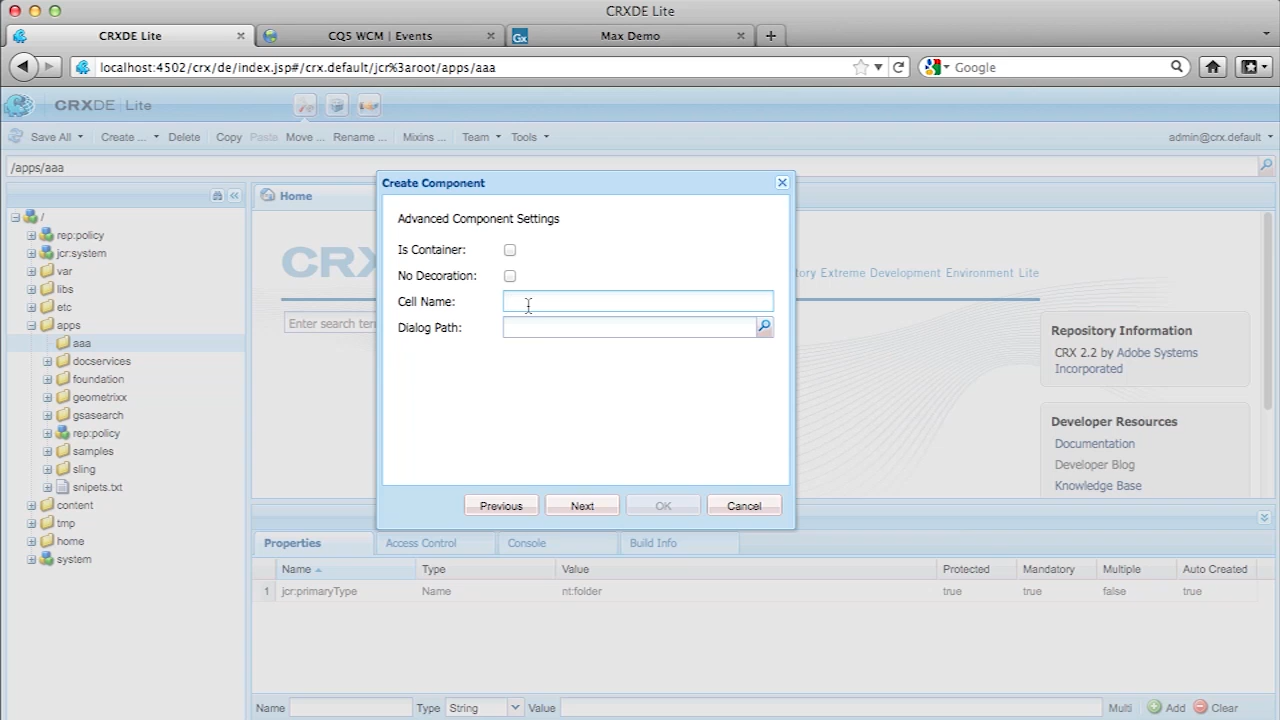 CRXDE Lite
CRXDE Lite
CQ5 WCM | Events
Gx
Max Demo
localhost:4502/crx/de/index.jsp#/crx.default/jcr%3aroot/apps/aaa
Google
CRXDE | Lite
Save All
Create ...
Delete
Copy
Paste
Move ...
Rename ...
Mixins ...
Team
Tools
admin@crx.default
/apps/aaa
/
rep:policy
jcr:system
var
libs
etc
apps
aaa
docservices
foundation
geometrixx
gsasearch
rep:policy
samples
sling
snipets.txt
content
tmp
home
system
Home
CRX
ory Extreme Development Environment Lite
Enter search ter
Create Component
Advanced Component Settings
Is Container:
No Decoration:
Cell Name:
Dialog Path:
Previous
Next
OK
Cancel
Repository Information
CRX 2.2 by Adobe Systems
Incorporated
Developer Resources
Documentation
Developer Blog
Knowledge Base
Properties
Access Control
Console
Build Info
Name
Type
Value
Protected
Mandatory
Multiple
Auto Created
1
jcr:primaryType
Name
nt:folder
true
true
false
true
Name
Type
String
Value
Multi
Add
Clear